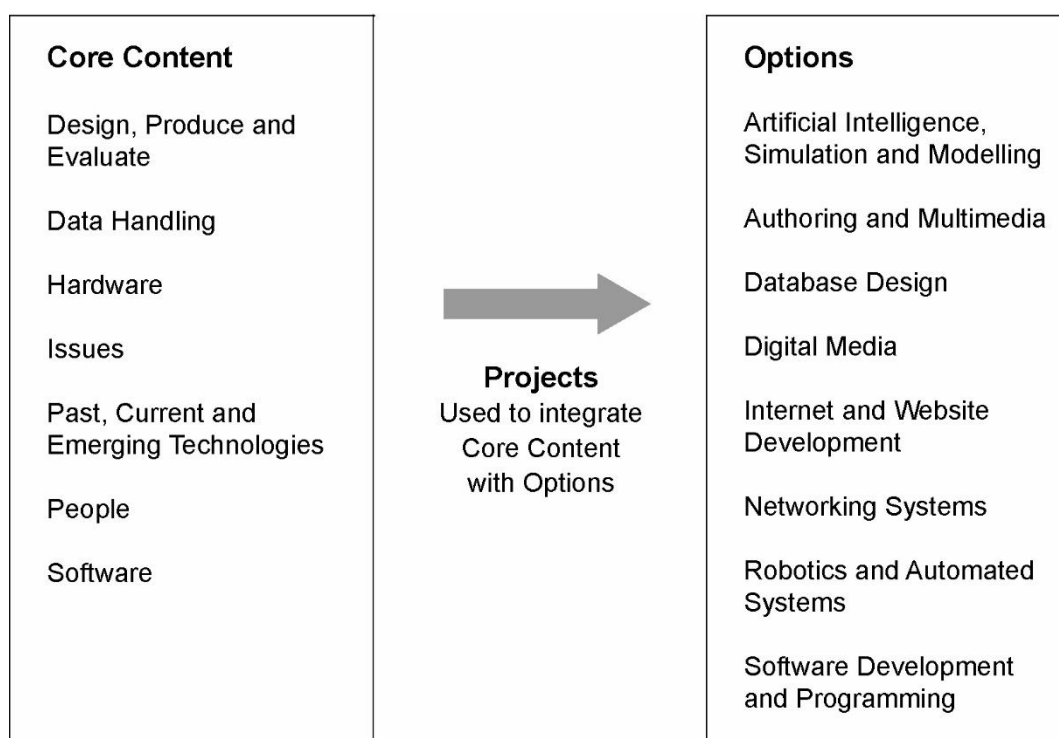 Core Content
Design, Produce and
Evaluate
Data Handling
Hardware
Issues
Past, Current and
Emerging Technologies
People
Software
Projects
Used to integrate
Core Content
with Options
Options
Artificial Intelligence,
Simulation and Modelling
Authoring and Multimedia
Database Design
Digital Media
Internet and Website
Development
Networking Systems
Robotics and Automated
Systems
Software Development
and Programming